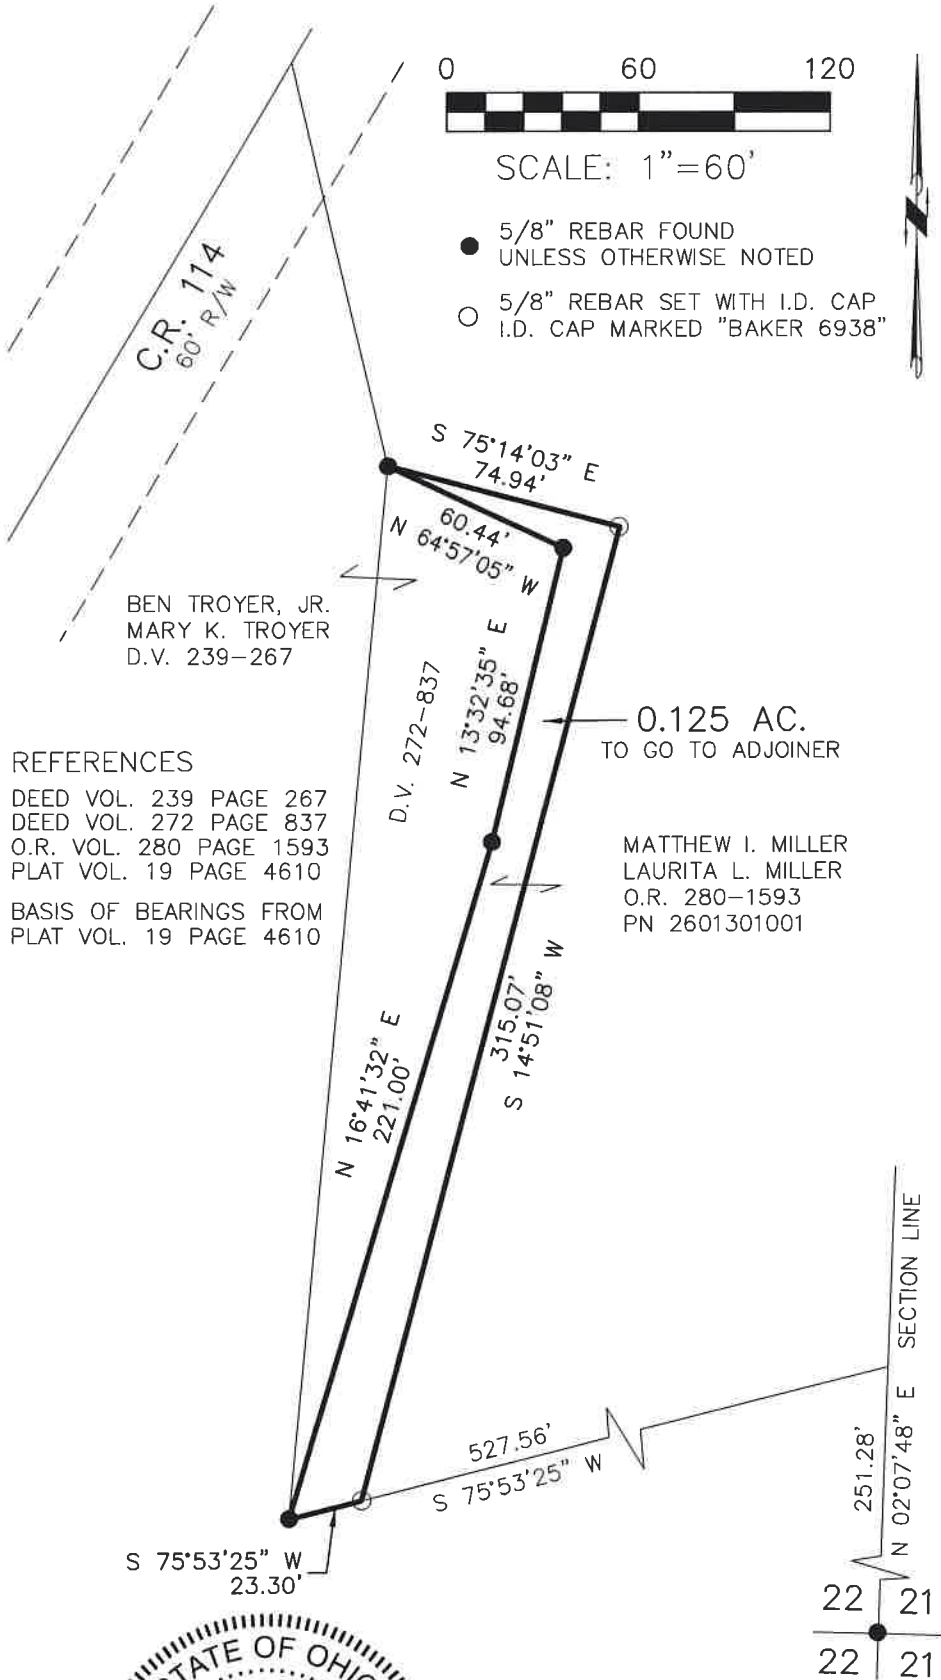 0 60 120
SCALE: 1"=60'
5/8" REBAR FOUND
UNLESS OTHERWISE NOTED
5/8" REBAR SET WITH I.D. CAP
I.D. CAP MARKED "BAKER 6938"
C.R. 114
60' R/W
S 75°14'03" E
74.94'
60.44'
N 64°57'05" W
BEN TROYER, JR.
MARY K. TROYER
D.V. 239-267
D.V. 272-837
N 13°32'35" E
94.68'
0.125 AC.
TO GO TO ADJOINER
REFERENCES
DEED VOL. 239 PAGE 267
DEED VOL. 272 PAGE 837
O.R. VOL. 280 PAGE 1593
PLAT VOL. 19 PAGE 4610
BASIS OF BEARINGS FROM
PLAT VOL. 19 PAGE 4610
MATTHEW I. MILLER
LAURITA L. MILLER
O.R. 280-1593
PN 2601301001
315.07'
S 14°51'08" W
N 16°41'32" E
221.00'
SECTION LINE
N 02°07'48" E
251.28'
527.56'
S 75°53'25" W
S 75°53'25" W
23.30'
22 21
22 21
STATE OF OHIO